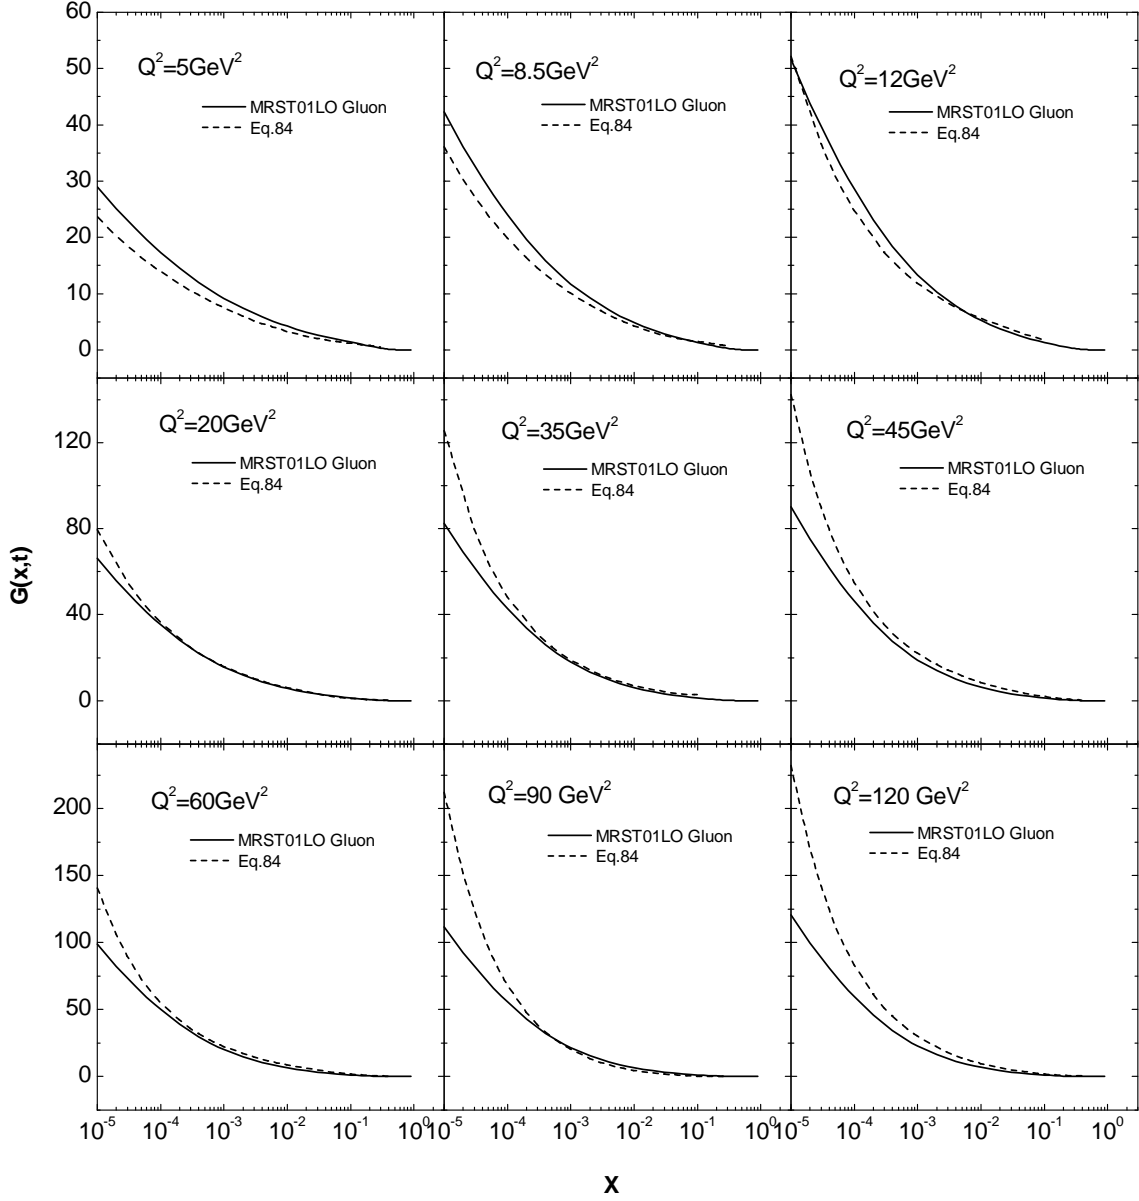 60
50
40
30
20
10
0
Q²=5GeV²
MRST01LO Gluon
Eq.84
Q²=8.5GeV²
MRST01LO Gluon
Eq.84
Q²=12GeV²
MRST01LO Gluon
Eq.84
120
80
40
0
Q²=20GeV²
MRST01LO Gluon
Eq.84
Q²=35GeV²
MRST01LO Gluon
Eq.84
Q²=45GeV²
MRST01LO Gluon
Eq.84
G(x,t)
200
150
100
50
0
Q²=60GeV²
MRST01LO Gluon
Eq.84
Q²=90 GeV²
MRST01LO Gluon
Eq.84
Q²=120 GeV²
MRST01LO Gluon
Eq.84
10⁻⁵ 10⁻⁴ 10⁻³ 10⁻² 10⁻¹ 10⁰ 10⁻⁵ 10⁻⁴ 10⁻³ 10⁻² 10⁻¹ 10⁻⁵ 10⁻⁴ 10⁻³ 10⁻² 10⁻¹ 10⁰
X